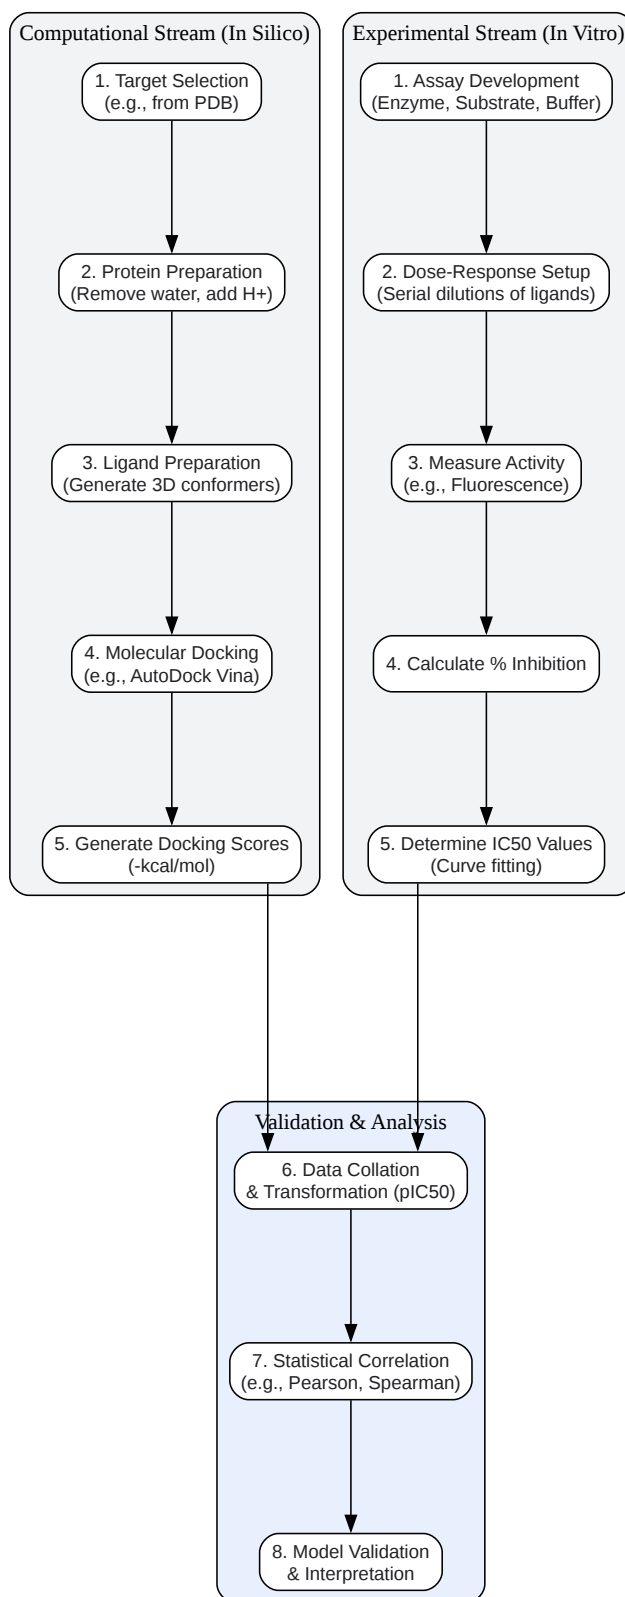 Computational Stream (In Silico)
1. Target Selection
(e.g., from PDB)
2. Protein Preparation
(Remove water, add H+)
3. Ligand Preparation
(Generate 3D conformers)
4. Molecular Docking
(e.g., AutoDock Vina)
5. Generate Docking Scores
(-kcal/mol)
Experimental Stream (In Vitro)
1. Assay Development
(Enzyme, Substrate, Buffer)
2. Dose-Response Setup
(Serial dilutions of ligands)
3. Measure Activity
(e.g., Fluorescence)
4. Calculate % Inhibition
5. Determine IC50 Values
(Curve fitting)
Validation & Analysis
6. Data Collation
& Transformation (pIC50)
7. Statistical Correlation
(e.g., Pearson, Spearman)
8. Model Validation
& Interpretation